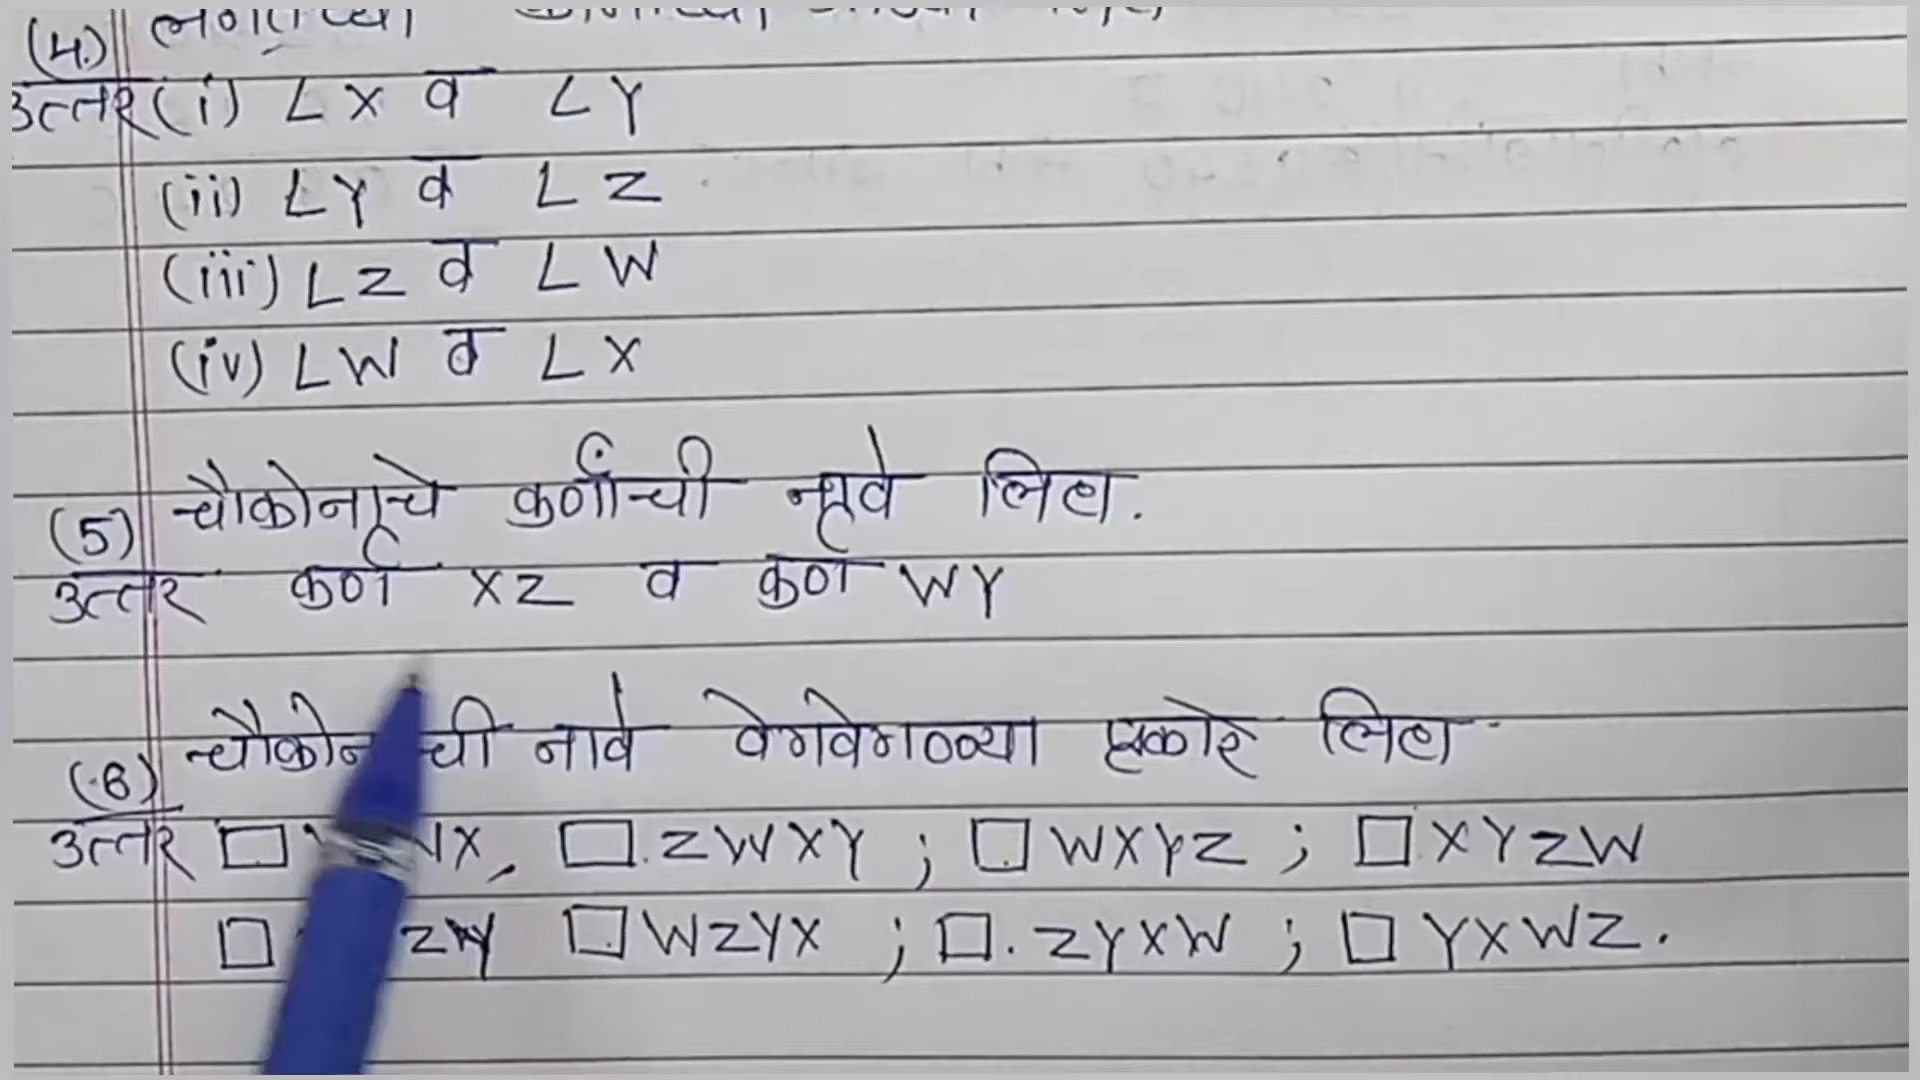 (4.) लगतच्या
उत्तर (i) ∠X व ∠Y
(ii) ∠Y व ∠Z
(iii) ∠Z व ∠W
(iv) ∠W व ∠X
(5) चौकोनाचे कर्णांची नावे लिहा.
उत्तर कर्ण XZ व कर्ण WY
(6) नावे वेगवेगळ्या प्रकारे लिहा
उत्तर □ □ ZWXY ; □ WXYZ ; □ XYZW
□ □ WZYX ; □. ZYXW ; □ YXWZ.